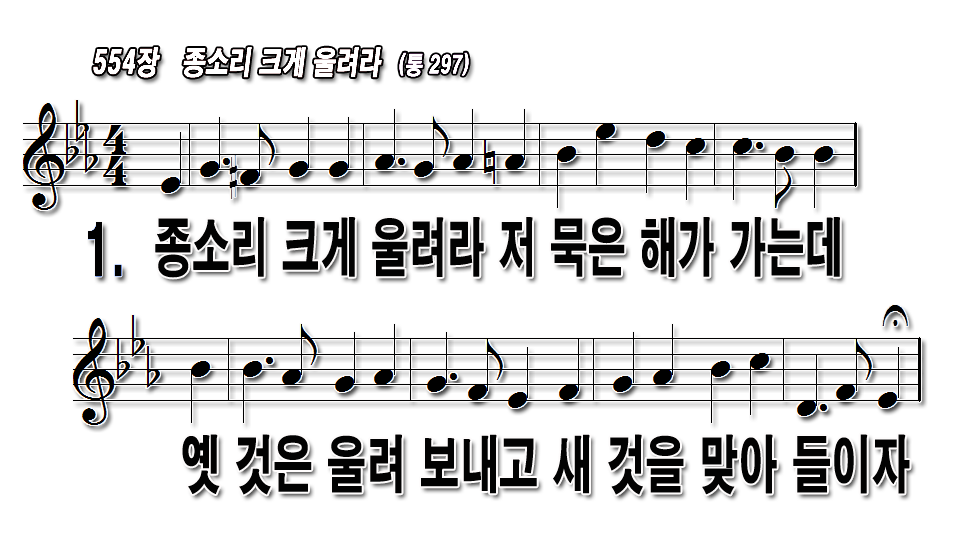 554장 종소리 크게 울려라 (통 297)
4
4
1. 종소리 크게 울려라 저 묵은 해가 가는데
옛 것은 울려 보내고 새 것을 맞아 들이자